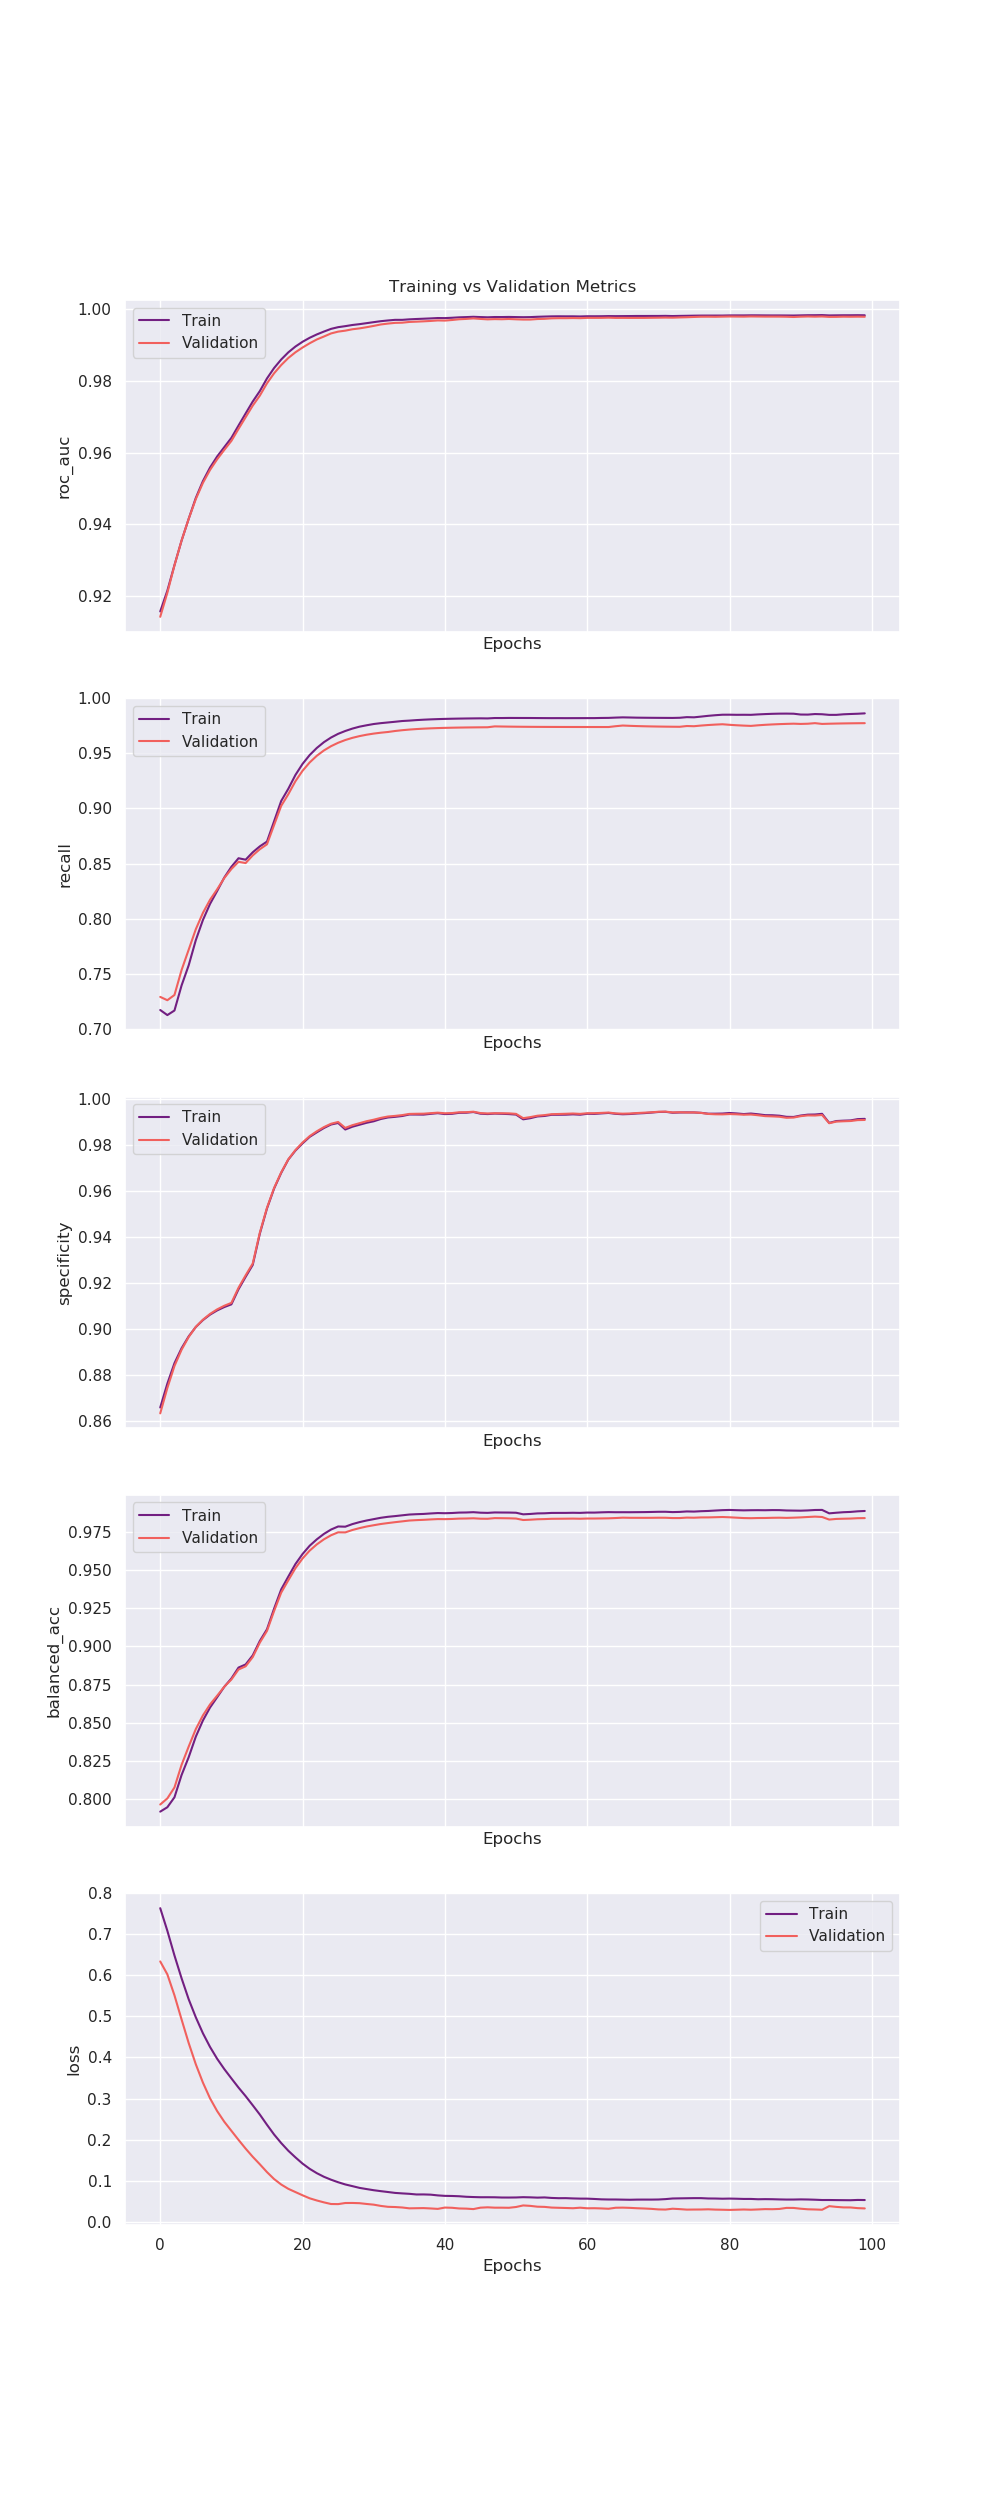 Training vs Validation Metrics
1.00
0.98
0.96
0.94
0.92
roc_auc
Train
Validation
Epochs
1.00
0.95
0.90
0.85
0.80
0.75
0.70
recall
Train
Validation
Epochs
1.00
0.98
0.96
0.94
0.92
0.90
0.88
0.86
specificity
Train
Validation
Epochs
0.975
0.950
0.925
0.900
0.875
0.850
0.825
0.800
balanced_acc
Train
Validation
Epochs
0.8
0.7
0.6
0.5
0.4
0.3
0.2
0.1
0.0
loss
Train
Validation
0 20 40 60 80 100
Epochs